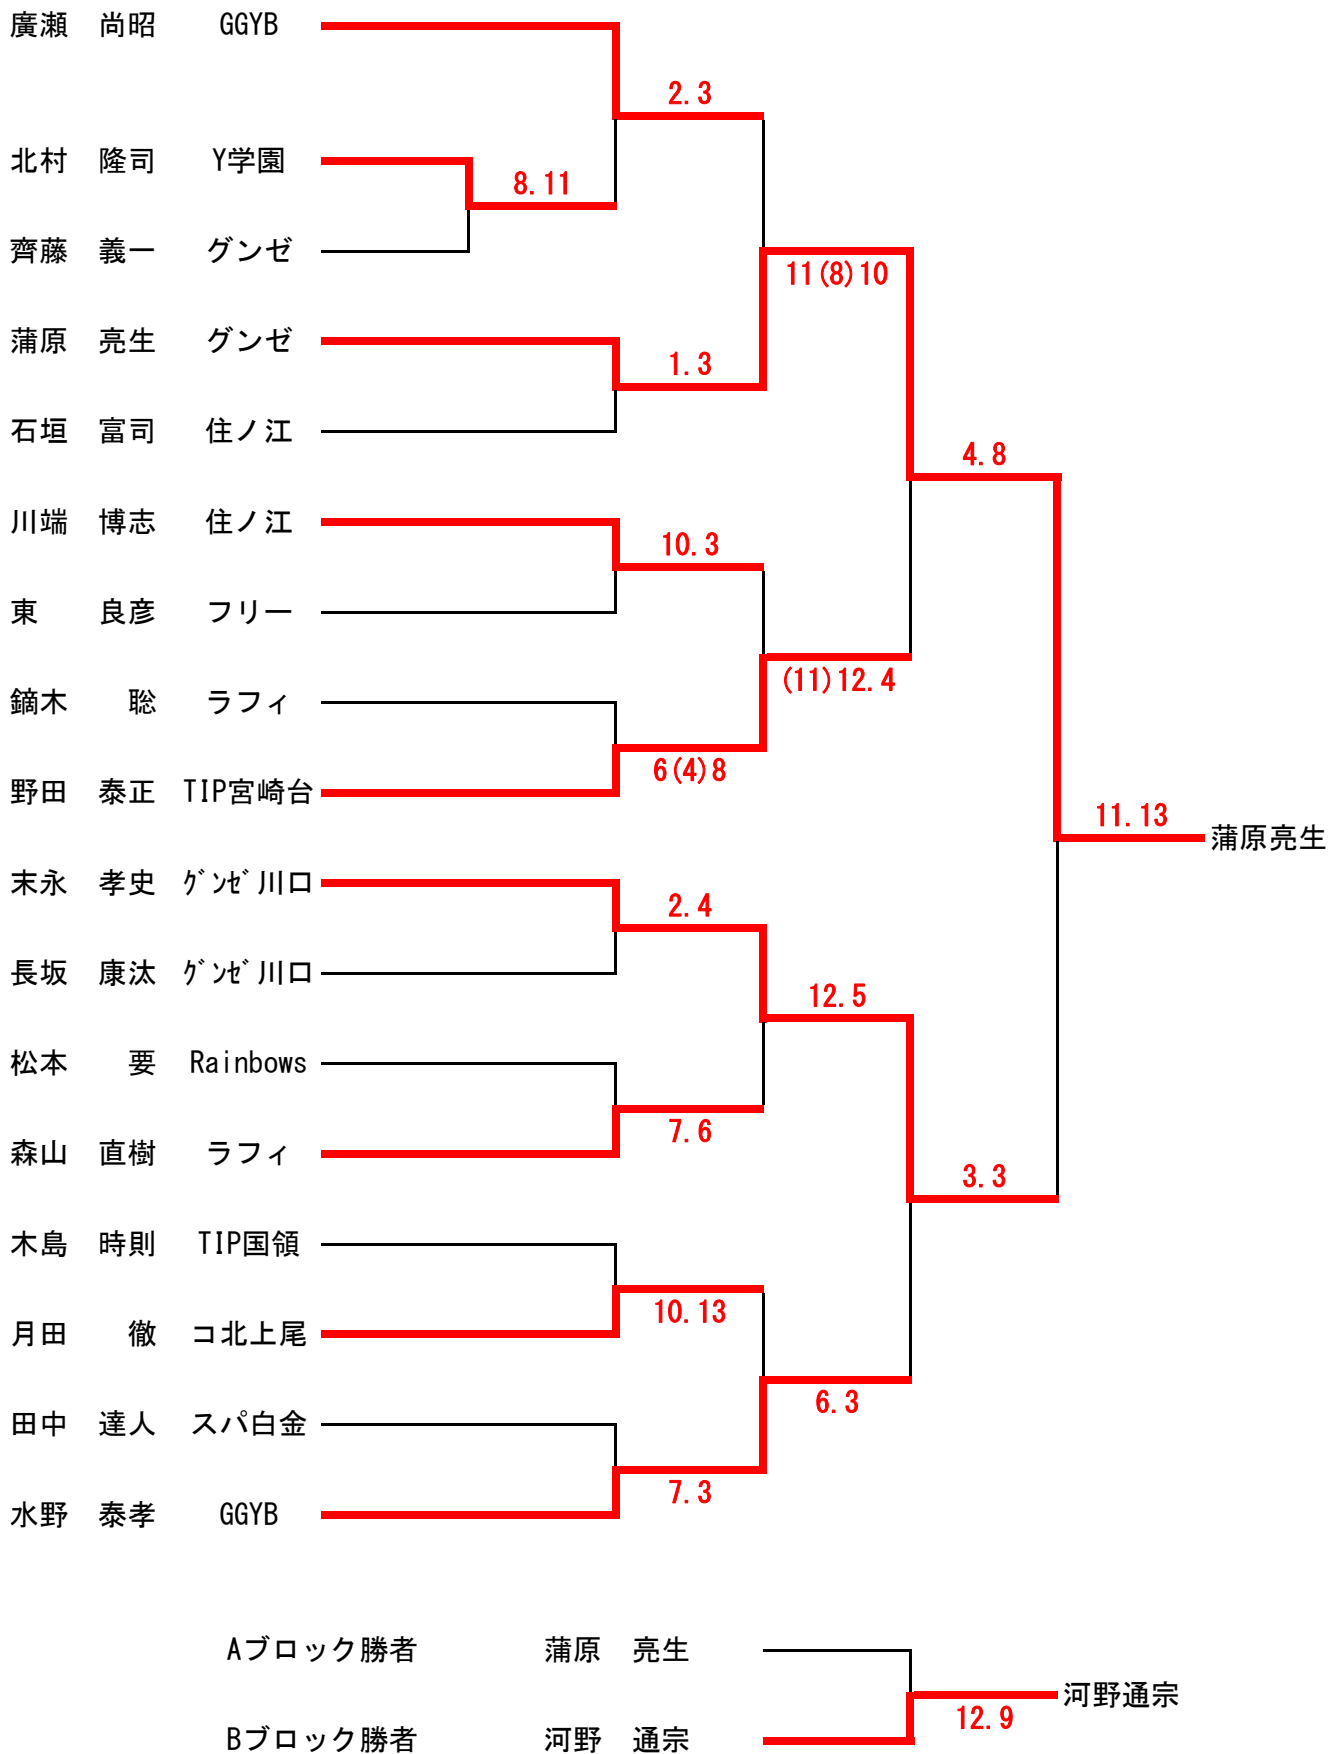 廣瀬 尚昭 GGYB
2.3
北村 隆司 Y学園
8.11
齊藤 義一 グンゼ
11(8)10
蒲原 亮生 グンゼ
1.3
石垣 富司 住ノ江
4.8
川端 博志 住ノ江
10.3
東 良彦 フリー
(11)12.4
鏑木 聡 ラフィ
6(4)8
野田 泰正 TIP宮崎台
11.13
蒲原亮生
末永 孝史 グンゼ川口
2.4
長坂 康汰 グンゼ川口
12.5
松本 要 Rainbows
7.6
森山 直樹 ラフィ
3.3
木島 時則 TIP国領
10.13
月田 徹 コ北上尾
6.3
田中 達人 スパ白金
7.3
水野 泰孝 GGYB
Aブロック勝者 蒲原 亮生
河野通宗
12.9
Bブロック勝者 河野 通宗